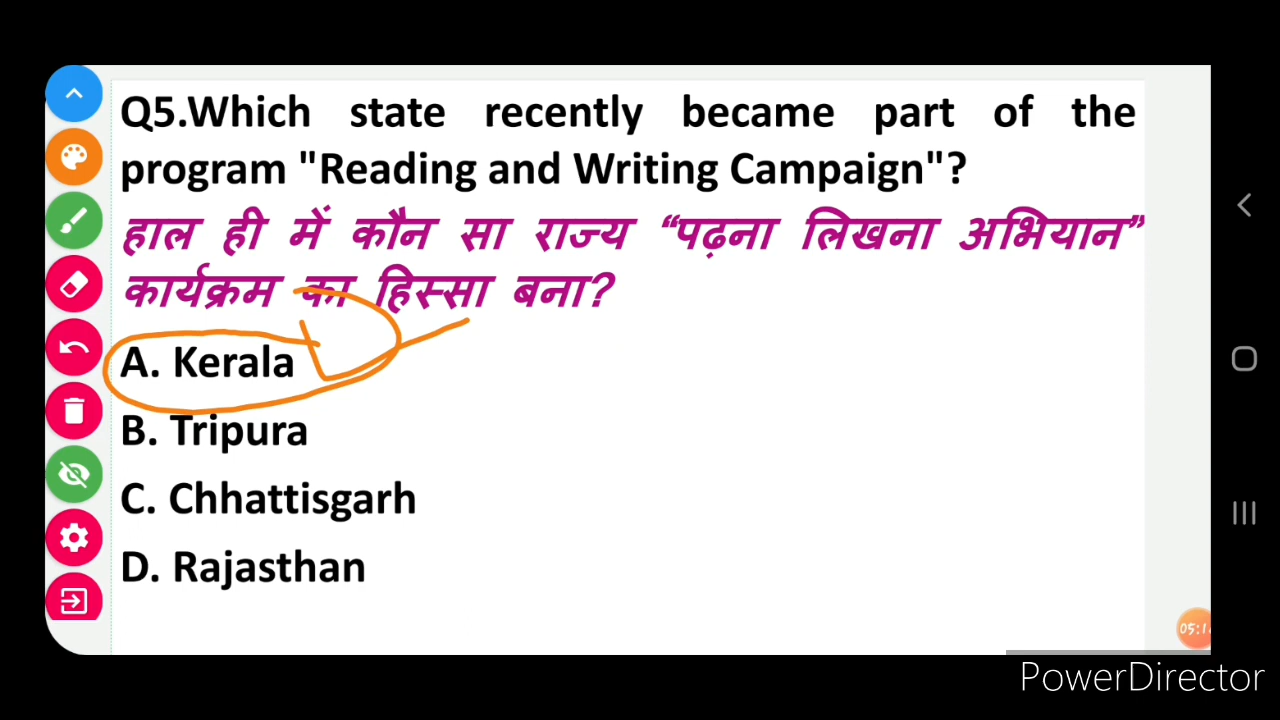 Q5.Which state recently became part of the
program "Reading and Writing Campaign"?
हाल ही में कौन सा राज्य “पढ़ना लिखना अभियान”
कार्यक्रम का हिस्सा बना?
A. Kerala
B. Tripura
C. Chhattisgarh
D. Rajasthan
PowerDirector